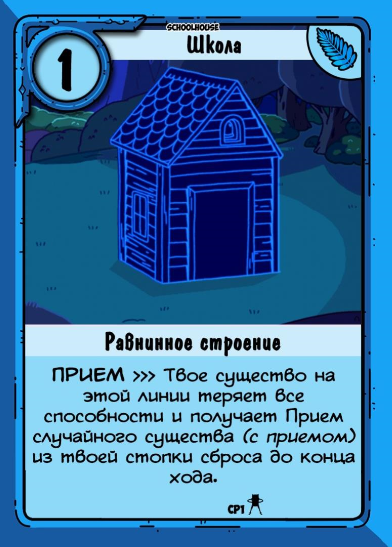 SCHOOLHOUSE
1
Школа
Равнинное строение
ПРИЕМ >>> Твое существо на
этой линии теряет все
способности и получает Прием
случайного существа (с приемом)
из твоей стопки сброса до конца
хода.
CP1